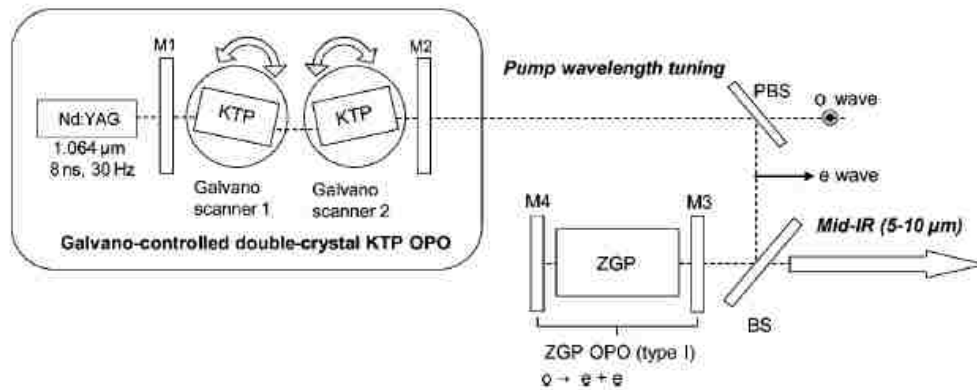 M1
M2
KTP
KTP
Nd:YAG
1.064 μm
8 ns, 30 Hz
Galvano
scanner 1
Galvano
scanner 2
Galvano-controlled double-crystal KTP OPO
Pump wavelength tuning
PBS
o wave
e wave
M4
M3
ZGP
Mid-IR (5-10 μm)
BS
ZGP OPO (type I)
o → e + e